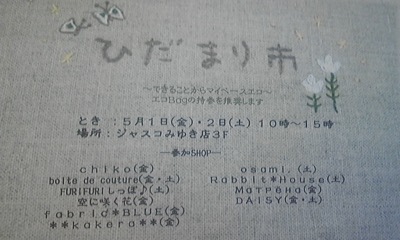 ひだまり市
～できることからマイペースエコ～
エコBagの持参を推奨します
とき：5月1日(金)・2日(土)10時～15時
場所：ジャスコみゆき店3F
―参加SHOP―
chiko(金)
osami.(土)
boite de couture(金・土)
Rabbit*House(土)
FURIFURIしっぽ♪(土)
Матрёна(金)
空に咲く花(金)
DAISY(金・土)
fabric*BLUE(金)
**kakera**(金)